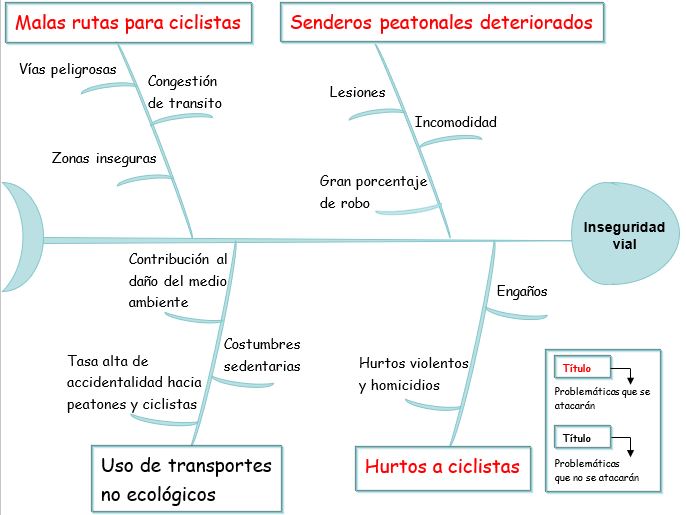 Malas rutas para ciclistas
Senderos peatonales deteriorados
Vías peligrosas
Congestión
de transito
Zonas inseguras
Lesiones
Incomodidad
Gran porcentaje
de robo
Inseguridad
vial
Contribución al
daño del medio
ambiente
Costumbres
sedentarias
Tasa alta de
accidentalidad hacia
peatones y ciclistas
Engaños
Hurtos violentos
y homicidios
Uso de transportes
no ecológicos
Hurtos a ciclistas
Título
Problemáticas que se
atacarán
Título
Problemáticas
que no se atacarán